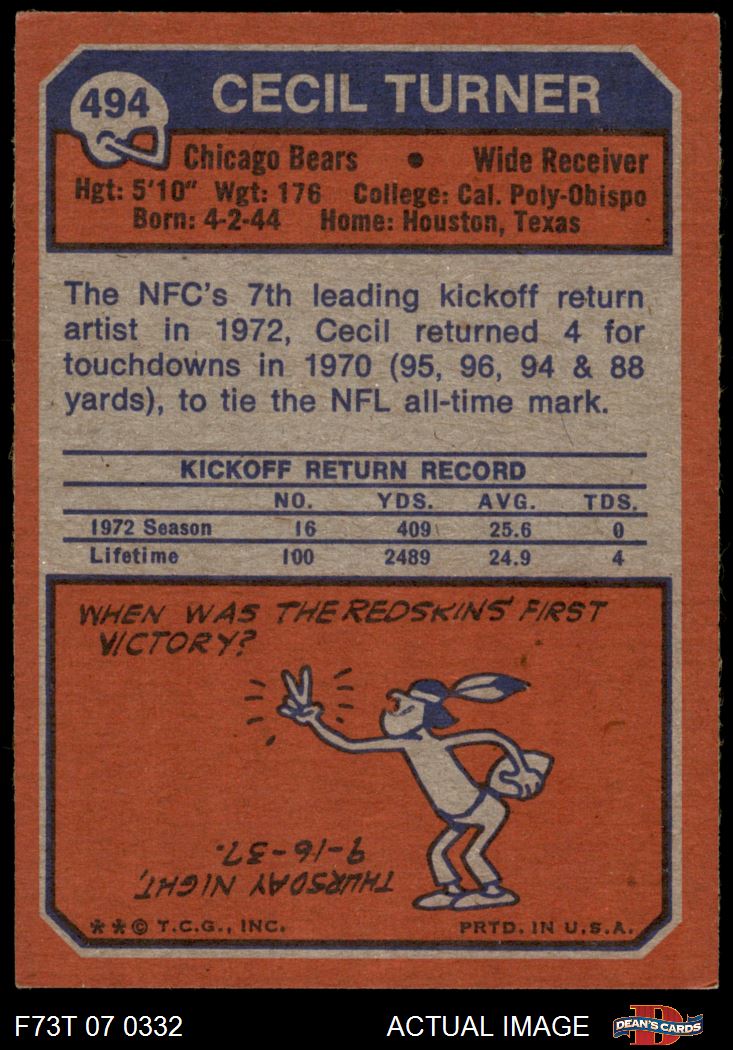 494
CECIL TURNER
Chicago Bears • Wide Receiver
Hgt: 5'10" Wgt: 176 College: Cal. Poly-Obispo
Born: 4-2-44 Home: Houston, Texas
The NFC's 7th leading kickoff return
artist in 1972, Cecil returned 4 for
touchdowns in 1970 (95, 96, 94 & 88
yards), to tie the NFL all-time mark.
KICKOFF RETURN RECORD
NO. YDS. AVG. TDS.
1972 Season 16 409 25.6 0
Lifetime 100 2489 24.9 4
WHEN WAS THE REDSKINS' FIRST
VICTORY?
THURSDAY NIGHT,
9-16-37.
**© T.C.G., INC. PRTD. IN U.S.A.
F73T 07 0332 ACTUAL IMAGE
D
DEAN'S CARDS